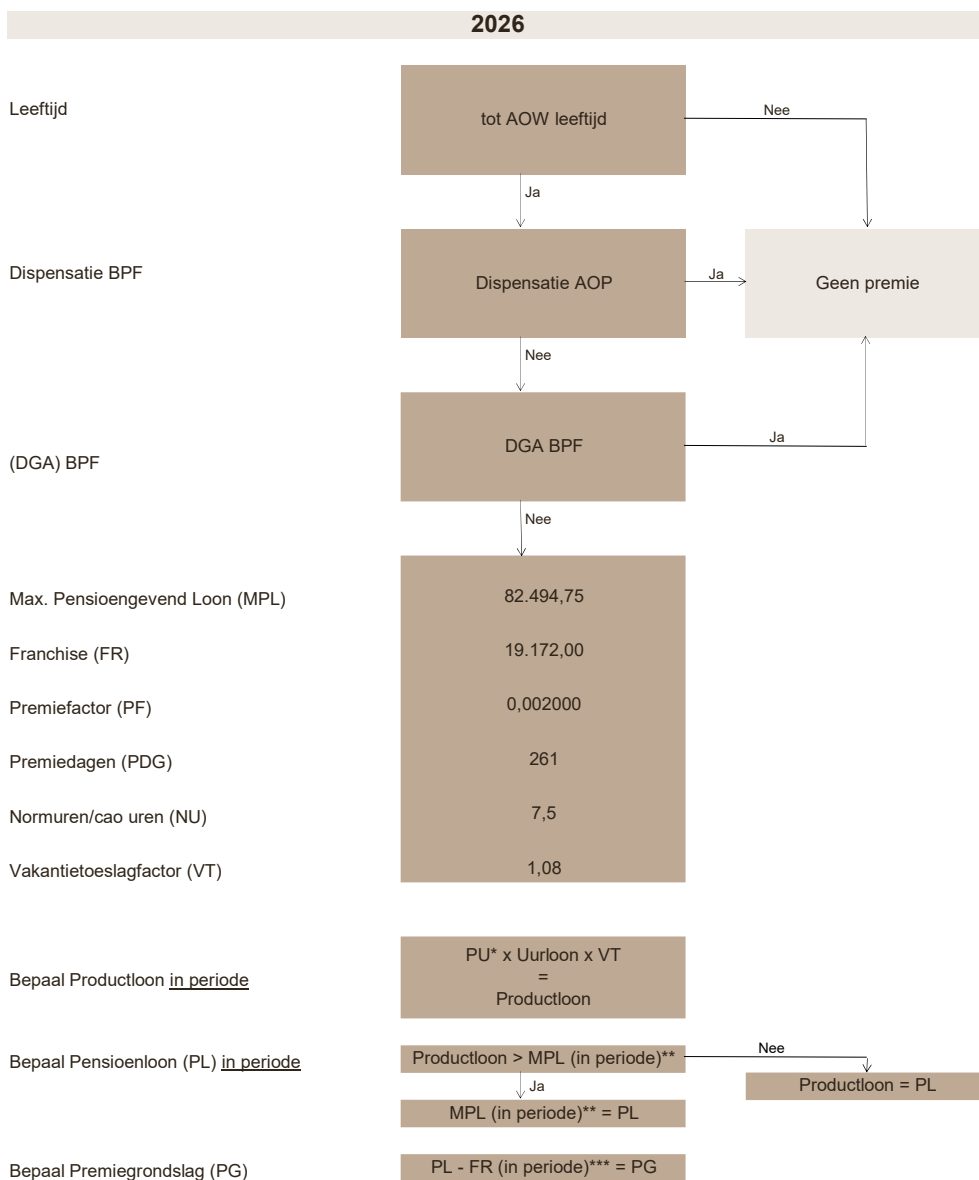 2026
Leeftijd
tot AOW leeftijd
Nee
Ja
Dispensatie BPF
Dispensatie AOP
Ja
Geen premie
Nee
(DGA) BPF
DGA BPF
Ja
Nee
Max. Pensioengevend Loon (MPL)
82.494,75
Franchise (FR)
19.172,00
Premiefactor (PF)
0,002000
Premiedagen (PDG)
261
Normuren/cao uren (NU)
7,5
Vakantietoeslagfactor (VT)
1,08
Bepaal Productloon in periode
PU* x Uurloon x VT
=
Productloon
Bepaal Pensioenloon (PL) in periode
Productloon > MPL (in periode)**
Nee
Ja
Productloon = PL
MPL (in periode)** = PL
Bepaal Premiegrondslag (PG)
PL - FR (in periode)*** = PG